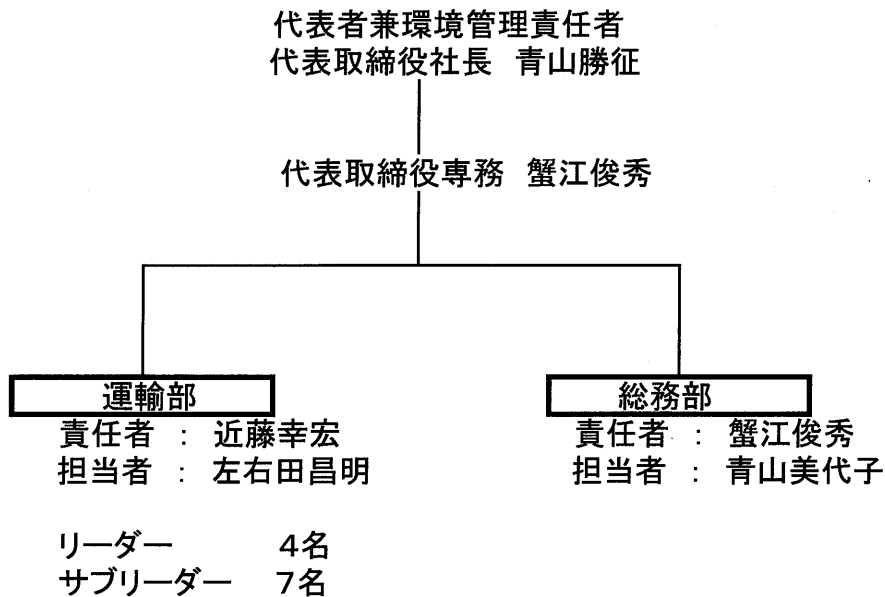 代表者兼環境管理責任者
代表取締役社長　青山勝征
代表取締役専務　蟹江俊秀
運輸部
責任者　：　近藤幸宏
担当者　：　左右田昌明
リーダー　　　４名
サブリーダー　７名
総務部
責任者　：　蟹江俊秀
担当者　：　青山美代子